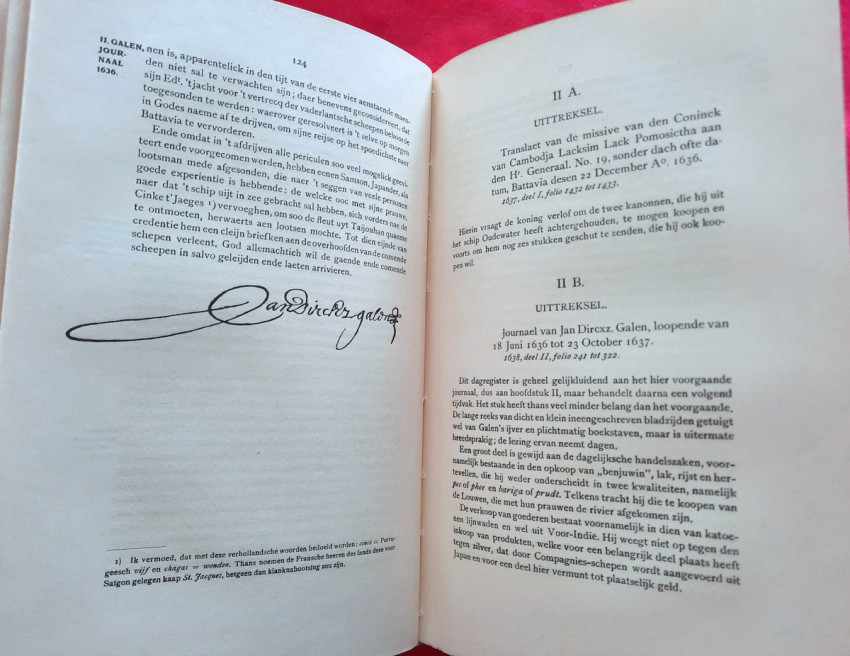 124
II. GALEN,
JOUR-
NAAL
1636.
nen is, apparentelick in den tijt van de eerste vier aenstaende maen-
den niet sal te verwachten sijn; daer benevens geconsidereert, dat
sijn Edt, 'tjacht voor 't vertrecq der vaderlantsche scheepen behoorde
toegesonden te werden: waerover geresolveert is 't selve op morgen
in Godes naeme af te drijven, om sijne reijse op het spoedichste naer
Battavia te vervorderen.
Ende omdat in 't afdrijven alle periculen soo veel mogelick gevi-
teert ende voorgecomen werden, hebben eenen Samson, Japander, als
lootsman mede afgesonden, die naer 't seggen van veele personen
goede experientie is hebbende; de welcke ooc met sijne prauwe,
naer dat 't schip uijt in zee gebracht sal hebben, sich vorders naer de
Cinke t'Jaeges 1) vervoeghen, om soo de fleut uyt Taijouhan quaeme
te ontmoeten, herwaerts aen lootsen mochte. Tot dien eijnde van
credentie hem een cleijn briefken aen de overhoofden van de comende
schepen verleent. God allemachtich wil de gaende ende comende
scheepen in salvo geleijden ende laeten arrivieren.
Jan Dircksz galen
1) Ik vermoed, dat met deze verhollandsche woorden bedoeld worden: cinco = Portu-
geesch vijf en chagas = wonden. Thans noemen de Fransche heeren des lands deze voor
Saigon gelegen kaap St. Jacques, hetgeen dan klanknabootsing zou zijn.
II A.
UITTREKSEL.
Translaet van de missive van den Coninck
van Cambodja Lacksim Lack Pomosictha aan
den Hr. Generaal. No. 19, sonder dach ofte da-
tum, Battavia desen 22 December Ao. 1636.
1637, deel I, folio 1432 tot 1433.
Hierin vraagt de koning verlof om de twee kanonnen, die hij uit
het schip Oudewater heeft achtergehouden, te mogen koopen en
voorts om hem nog zes stukken geschut te zenden, die hij ook koo-
pen wil.
II B.
UITTREKSEL.
Journael van Jan Dircxz. Galen, loopende van
18 Juni 1636 tot 23 October 1637.
1638, deel II, folio 241 tot 322.
Dit dagregister is geheel gelijkluidend aan het hier voorgaande
journaal, dus aan hoofdstuk II, maar behandelt daarna een volgend
tijdvak. Het stuk heeft thans veel minder belang dan het voorgaande.
De lange reeks van dicht en klein ineengeschreven bladzijden getuigt
wel van Galen's ijver en plichtmatig boekstaven, maar is uitermate
breedsprakig; de lezing ervan neemt dagen.
Een groot deel is gewijd aan de dagelijksche handelszaken, voor-
namelijk bestaande in den opkoop van „benjuwin”, lak, rijst en her-
tevellen, die hij weder onderscheidt in twee kwaliteiten, namelijk
pes of phee en bariga of prudt. Telkens tracht hij die te koopen van
de Louwen, die met hun prauwen de rivier afgekomen zijn.
De verkoop van goederen bestaat voornamelijk in dien van katoe-
nen lijnwaden en wel uit Voor-Indië. Hij weegt niet op tegen den
inkoop van produkten, welke voor een belangrijk deel plaats heeft
tegen zilver, dat door Compagnies-schepen wordt aangevoerd uit
Japan en voor een deel hier vermunt tot plaatselijk geld.